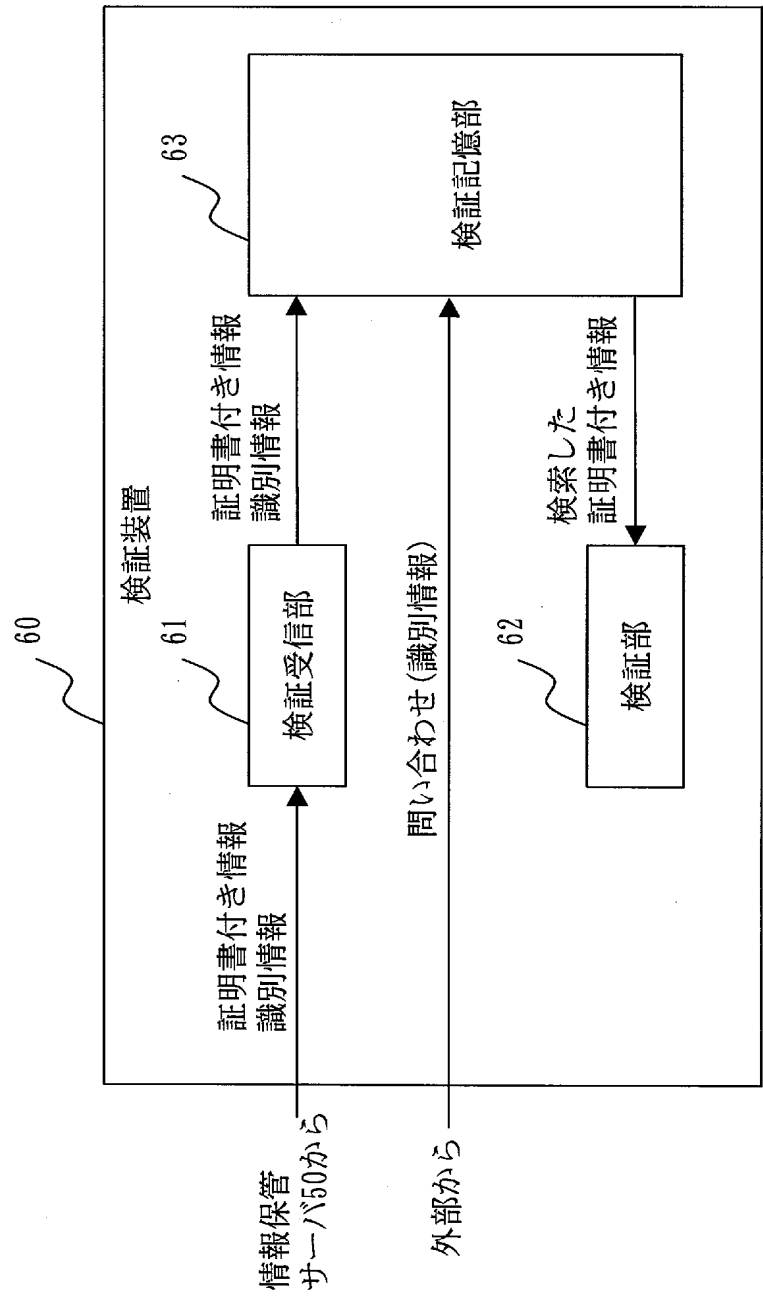 60
検証装置
情報保管
サーバ50から
証明書付き情報
識別情報
61
検証受信部
証明書付き情報
識別情報
63
検証記憶部
外部から
問い合わせ(識別情報)
62
検証部
検索した
証明書付き情報